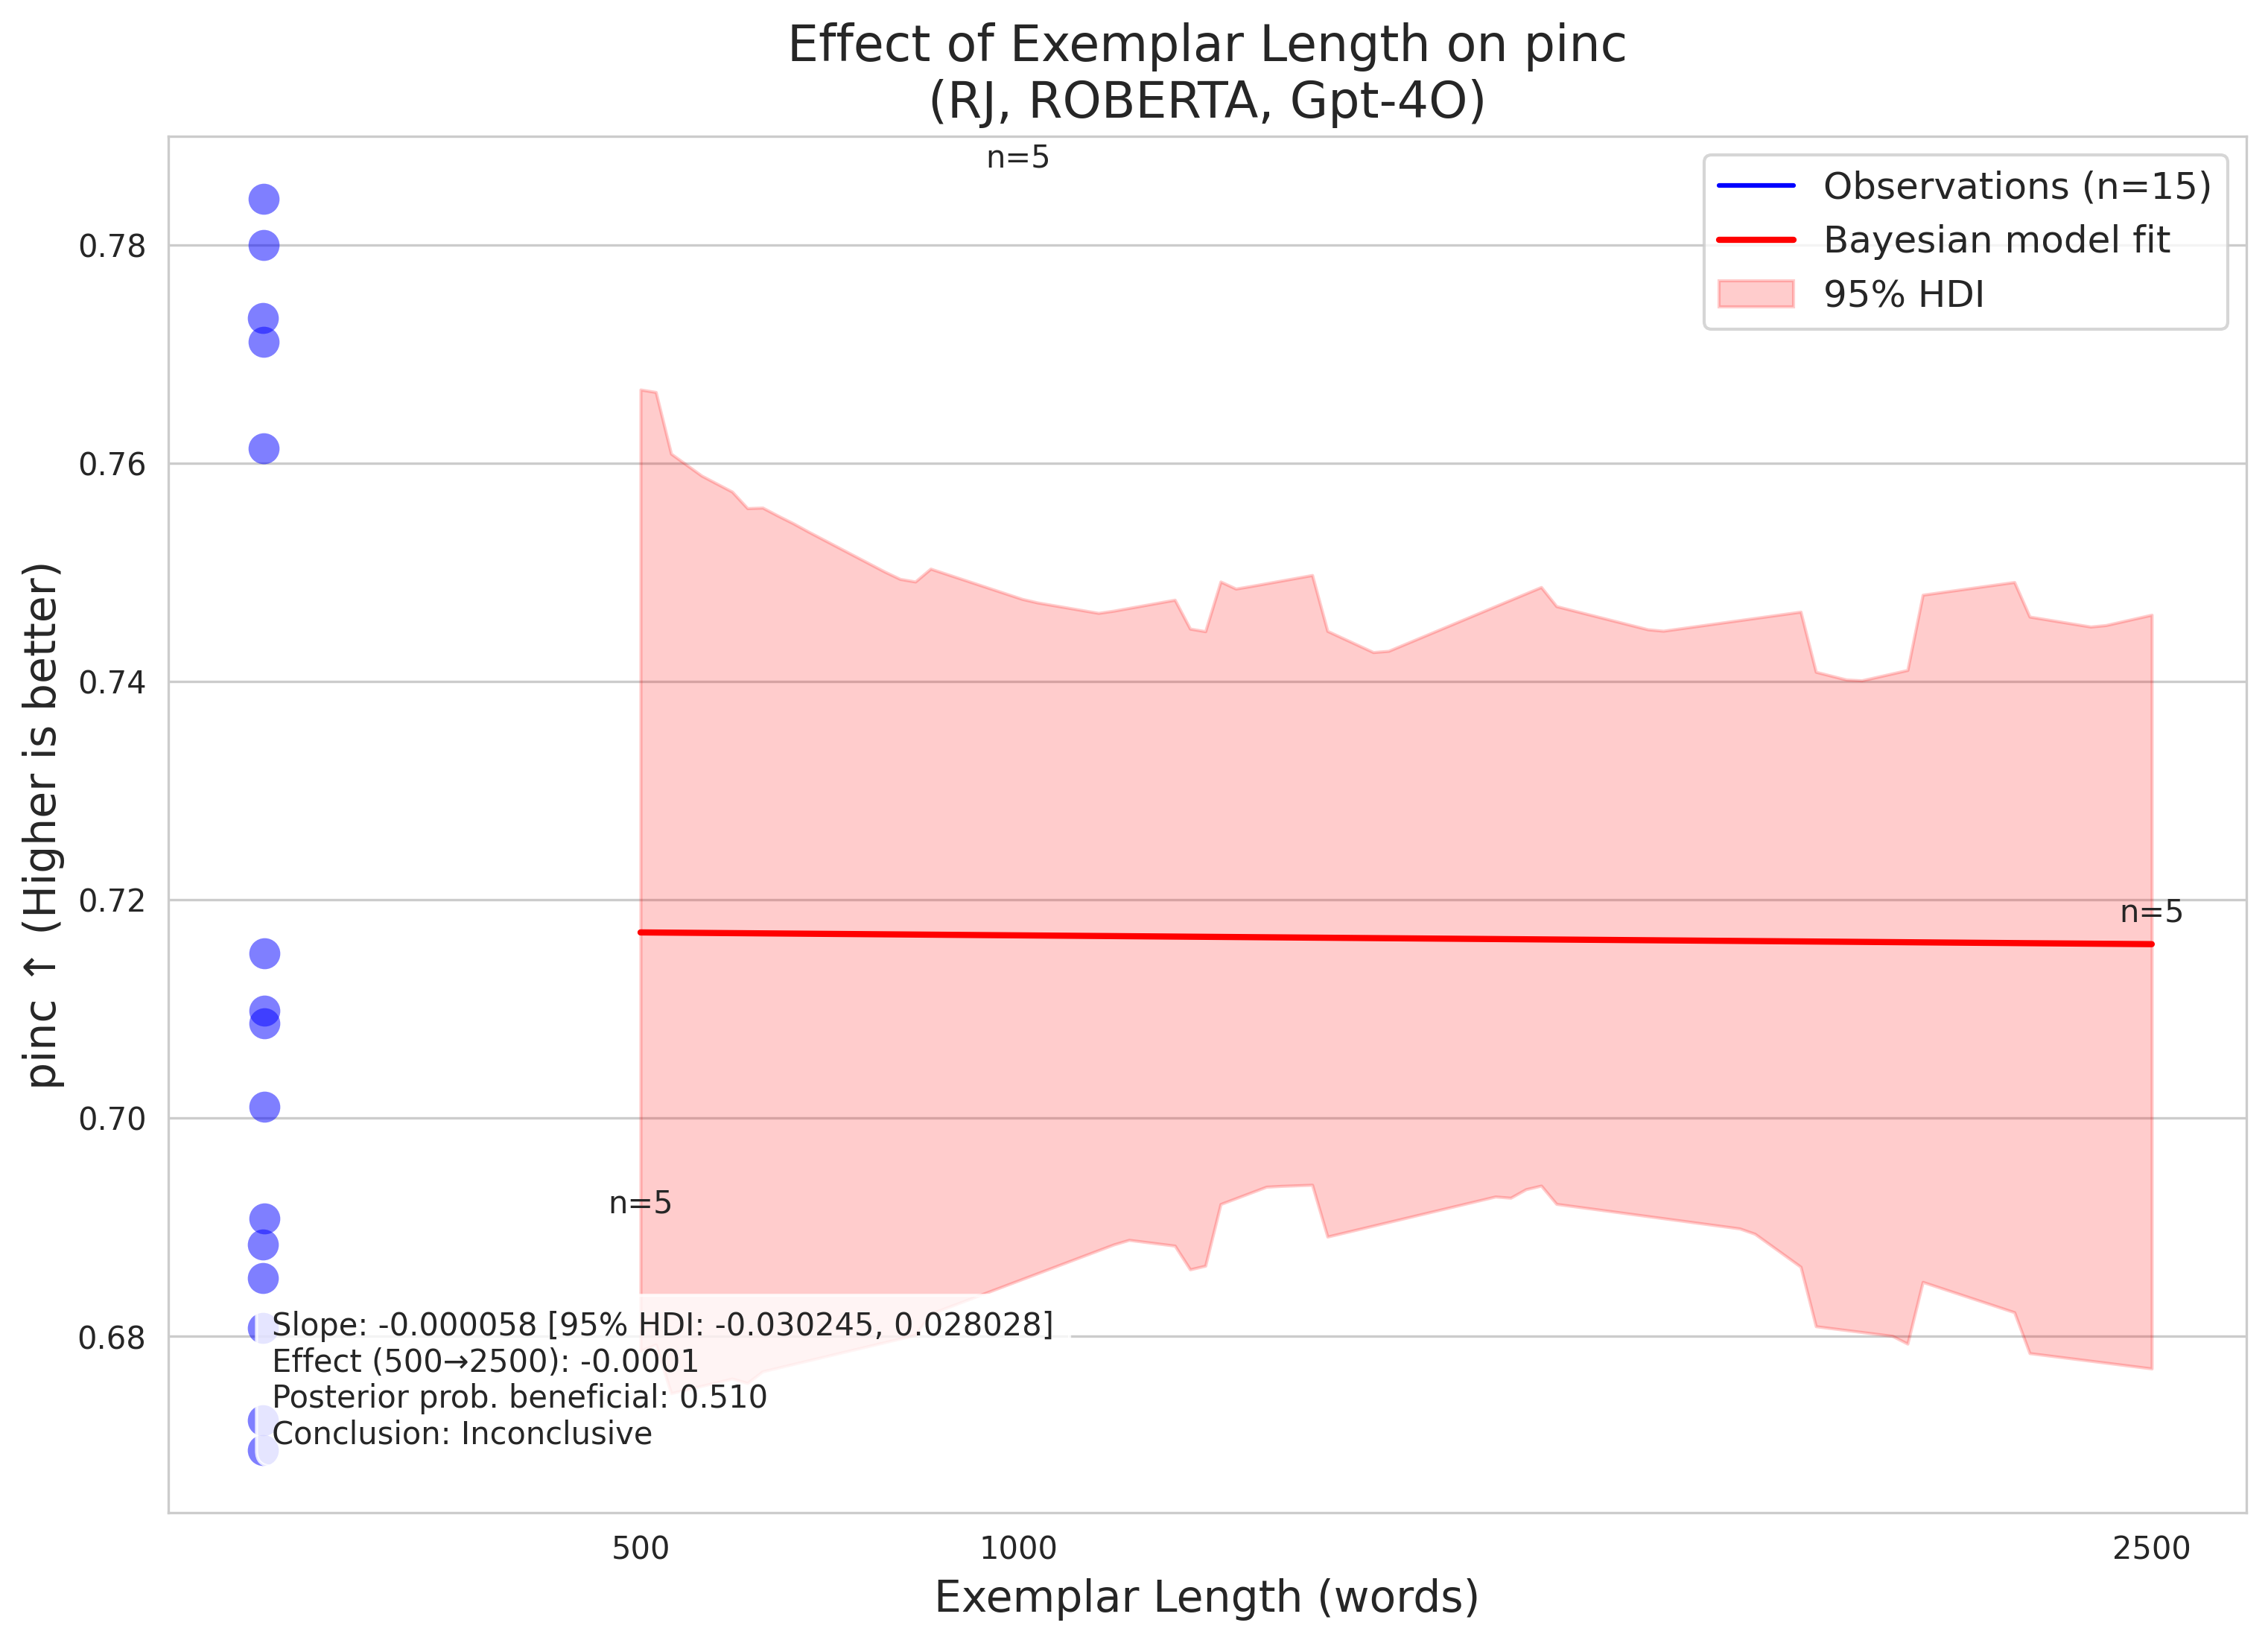 Effect of Exemplar Length on pinc
(RJ, ROBERTA, Gpt-4O)
n=5
Observations (n=15)
Bayesian model fit
95% HDI
pinc ↑ (Higher is better)
0.78
0.76
0.74
0.72
0.70
0.68
n=5
n=5
Slope: -0.000058 [95% HDI: -0.030245, 0.028028]
Effect (500→2500): -0.0001
Posterior prob. beneficial: 0.510
Conclusion: Inconclusive
500
1000
2500
Exemplar Length (words)